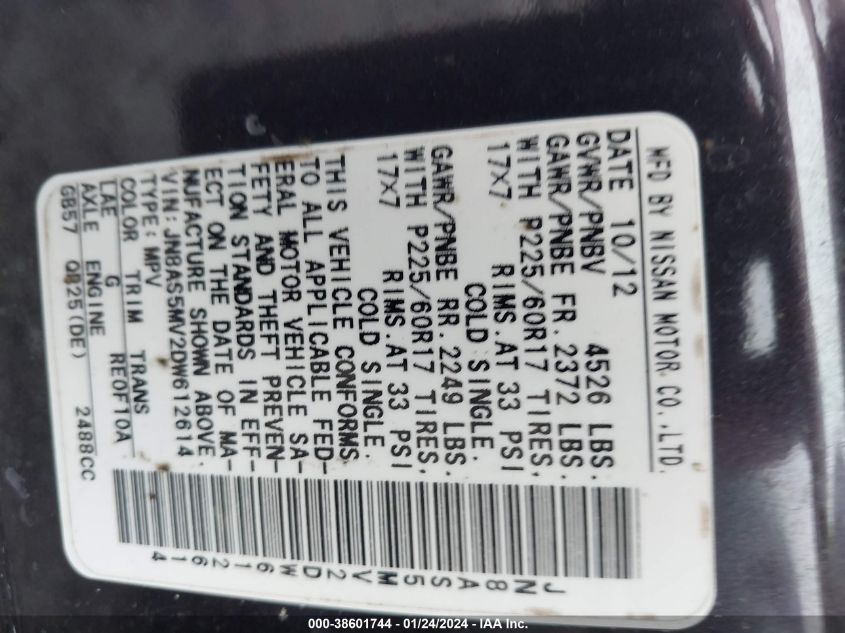 MFD BY NISSAN MOTOR CO.,LTD.
DATE 10/12
GVWR/PNBV 4526 LBS.
GAWR/PNBE FR. 2372 LBS.
WITH P225/60R17 TIRES,
17X7 RIMS.AT 33 PSI
COLD SINGLE.
GAWR/PNBE RR. 2249 LBS.
WITH P225/60R17 TIRES,
17X7 RIMS.AT 33 PSI
COLD SINGLE.
THIS VEHICLE CONFORMS
TO ALL APPLICABLE FED-
ERAL MOTOR VEHICLE SA-
FETY AND THEFT PREVEN-
TION STANDARDS IN EFF-
ECT ON THE DATE OF MA-
NUFACTURE SHOWN ABOVE.
VIN: JN8AS5MV2DW612614
TYPE: MPV
COLOR TRIM TRANS
LAE G RE0F10A
AXLE ENGINE
GB57 QR25(DE) 2488CC
JN8AS5MV2DW612614
000-38601744 - 01/24/2024 - IAA Inc.